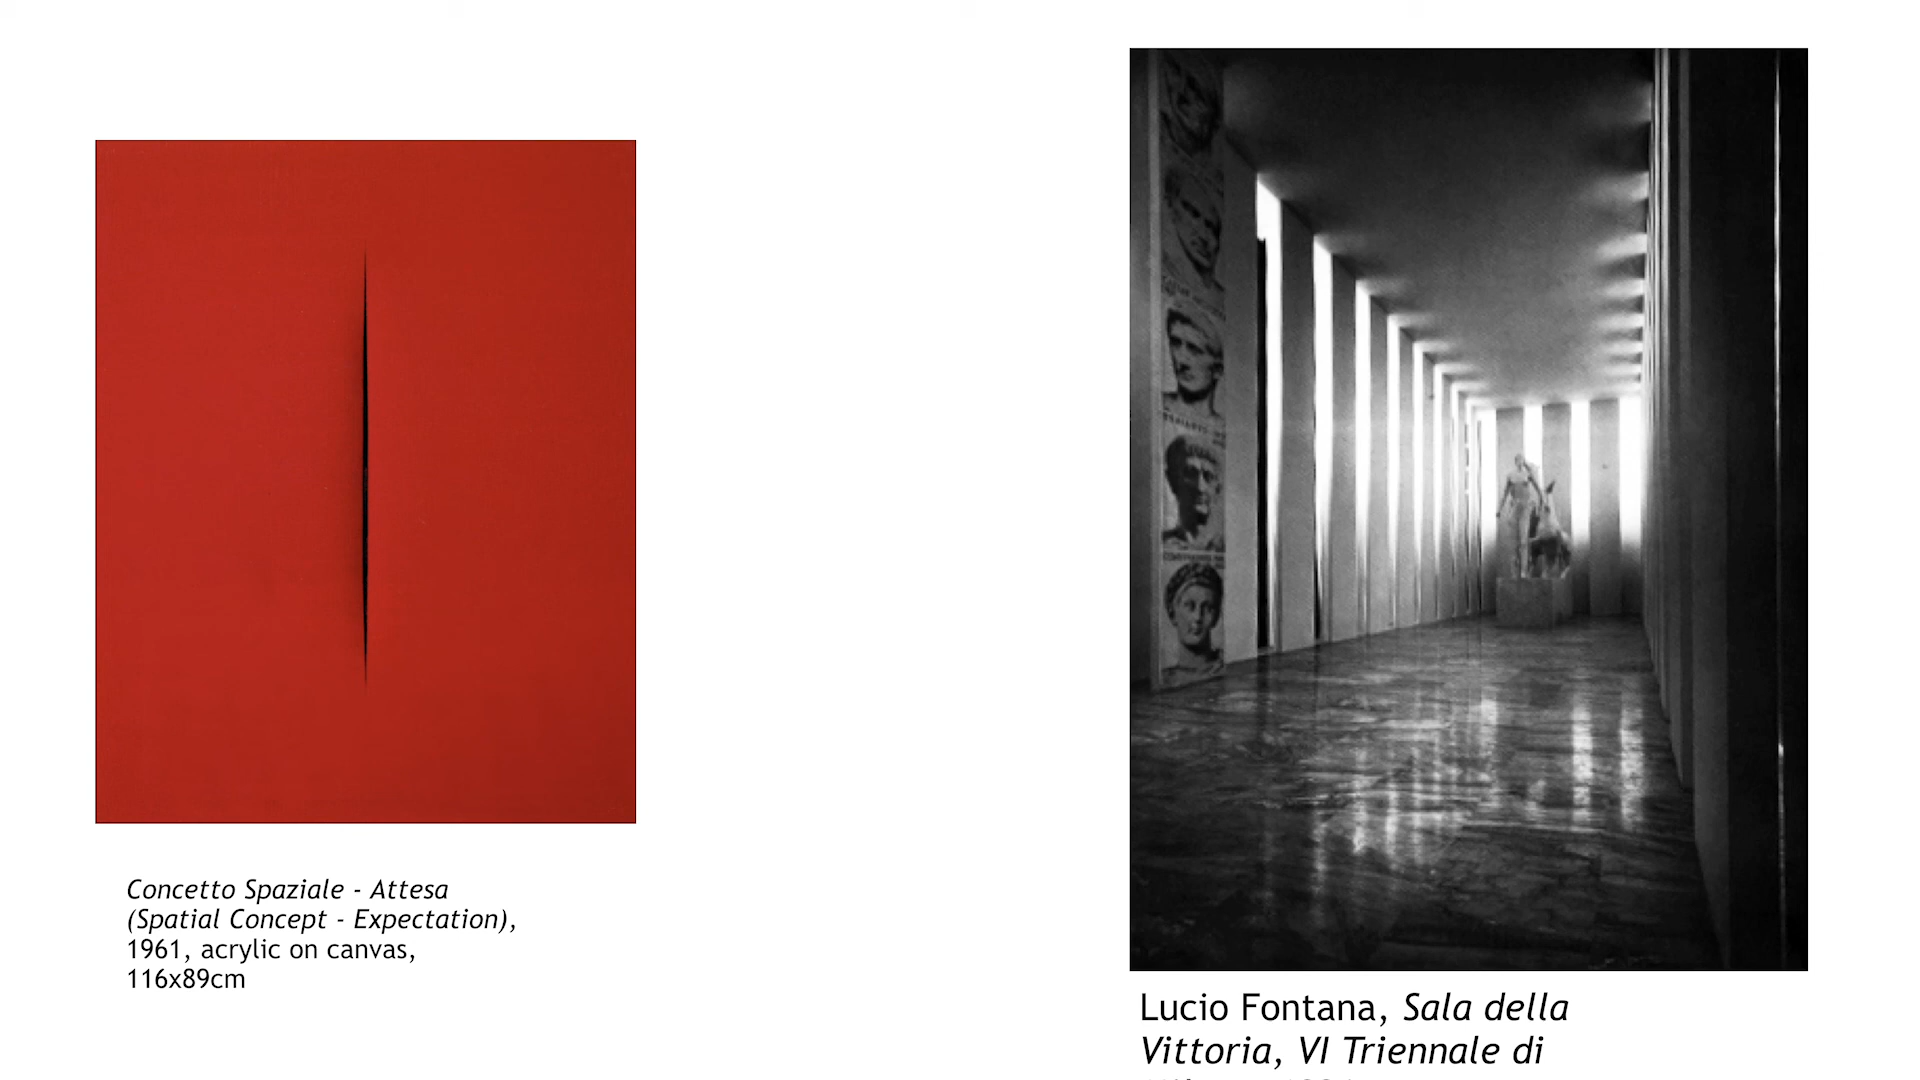 Concetto Spaziale - Attesa
(Spatial Concept - Expectation),
1961, acrylic on canvas,
116x89cm
Lucio Fontana, Sala della
Vittoria, VI Triennale di